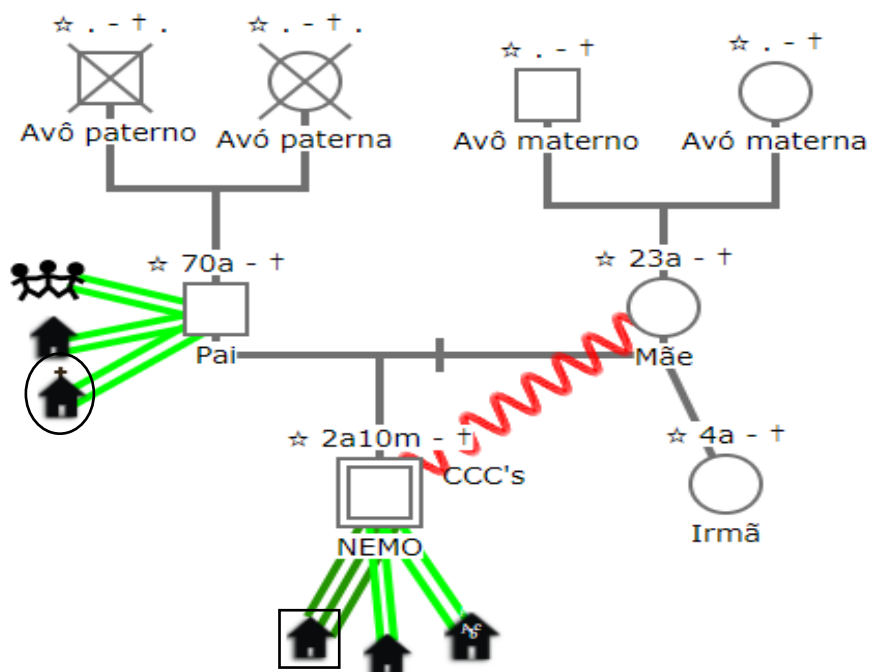 ☆ . - † .
☆ . - † .
☆ . - †
☆ . - †
Avô paterno
Avó paterna
Avô materno
Avó materna
☆ 70a - †
☆ 23a - †
Pai
Mãe
☆ 2a10m - †
☆ 4a - †
CCC's
NEMO
Irmã